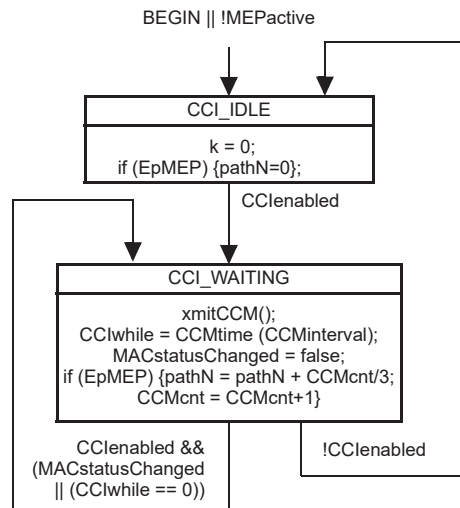 BEGIN || !MEPactive
CCI_IDLE
k = 0;
if (EpMEP) {pathN=0};
CCIenabled
CCI_WAITING
xmitCCM();
CCIwhile = CCMtime (CCMinterval);
MACstatusChanged = false;
if (EpMEP) {pathN = pathN + CCMcnt/3;
CCMcnt = CCMcnt+1}
CCIenabled &&
(MACstatusChanged
|| (CCIwhile == 0))
!CCIenabled